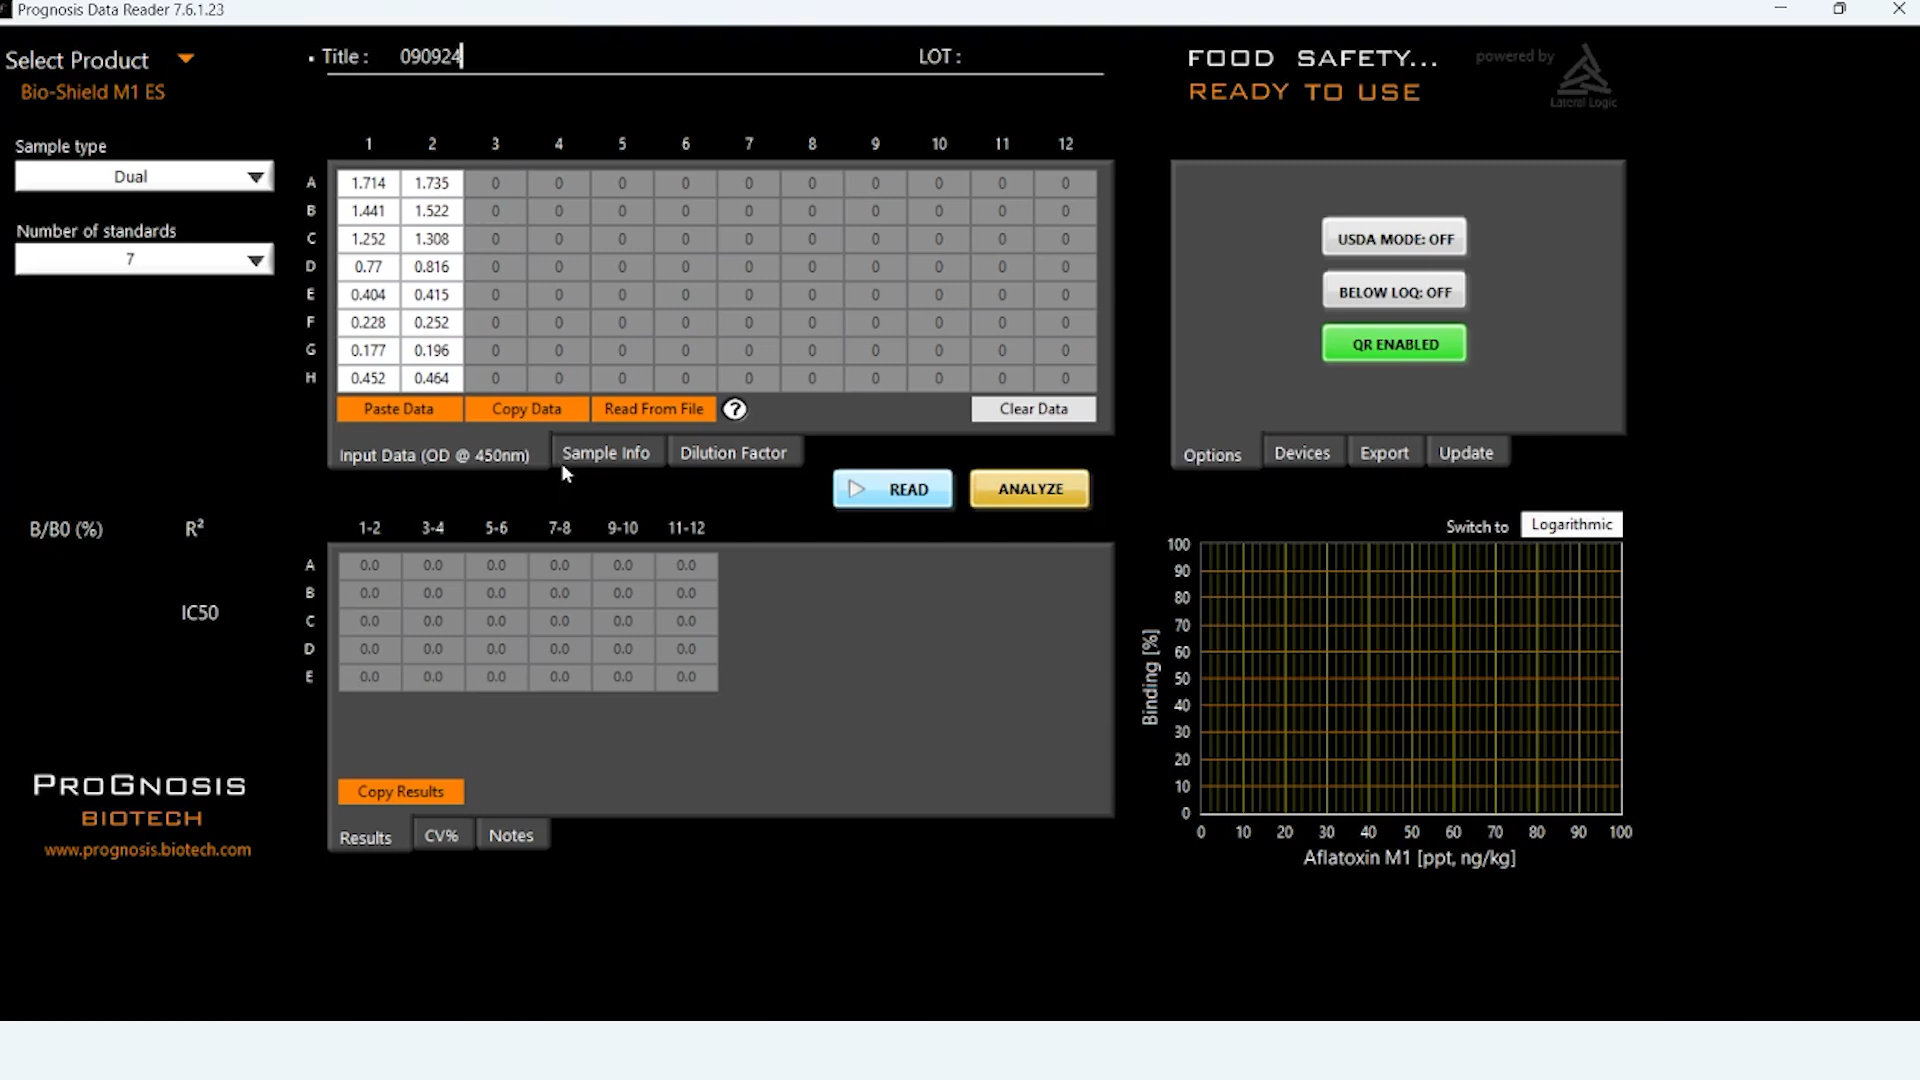 Prognosis Data Reader 7.6.1.23
Select Product
Bio-Shield M1 ES
Title : 090924
LOT :
FOOD SAFETY...
READY TO USE
powered by
Lateral Logic
Sample type
Dual
Number of standards
7
1 2 3 4 5 6 7 8 9 10 11 12
A 1.714 1.735 0 0 0 0 0 0 0 0 0 0
B 1.441 1.522 0 0 0 0 0 0 0 0 0 0
C 1.252 1.308 0 0 0 0 0 0 0 0 0 0
D 0.77 0.816 0 0 0 0 0 0 0 0 0 0
E 0.404 0.415 0 0 0 0 0 0 0 0 0 0
F 0.228 0.252 0 0 0 0 0 0 0 0 0 0
G 0.177 0.196 0 0 0 0 0 0 0 0 0 0
H 0.452 0.464 0 0 0 0 0 0 0 0 0 0
Paste Data Copy Data Read From File ? Clear Data
Input Data (OD @ 450nm) Sample Info Dilution Factor
READ ANALYZE
USDA MODE: OFF
BELOW LOQ: OFF
QR ENABLED
Options Devices Export Update
B/B0 (%) R²
IC50
1-2 3-4 5-6 7-8 9-10 11-12
A 0.0 0.0 0.0 0.0 0.0 0.0
B 0.0 0.0 0.0 0.0 0.0 0.0
C 0.0 0.0 0.0 0.0 0.0 0.0
D 0.0 0.0 0.0 0.0 0.0 0.0
E 0.0 0.0 0.0 0.0 0.0 0.0
Copy Results
Results CV% Notes
Switch to Logarithmic
100
90
80
70
60
50
40
30
20
10
0
Binding [%]
0 10 20 30 40 50 60 70 80 90 100
Aflatoxin M1 [ppt, ng/kg]
PROGNOSIS
BIOTECH
www.prognosis.biotech.com